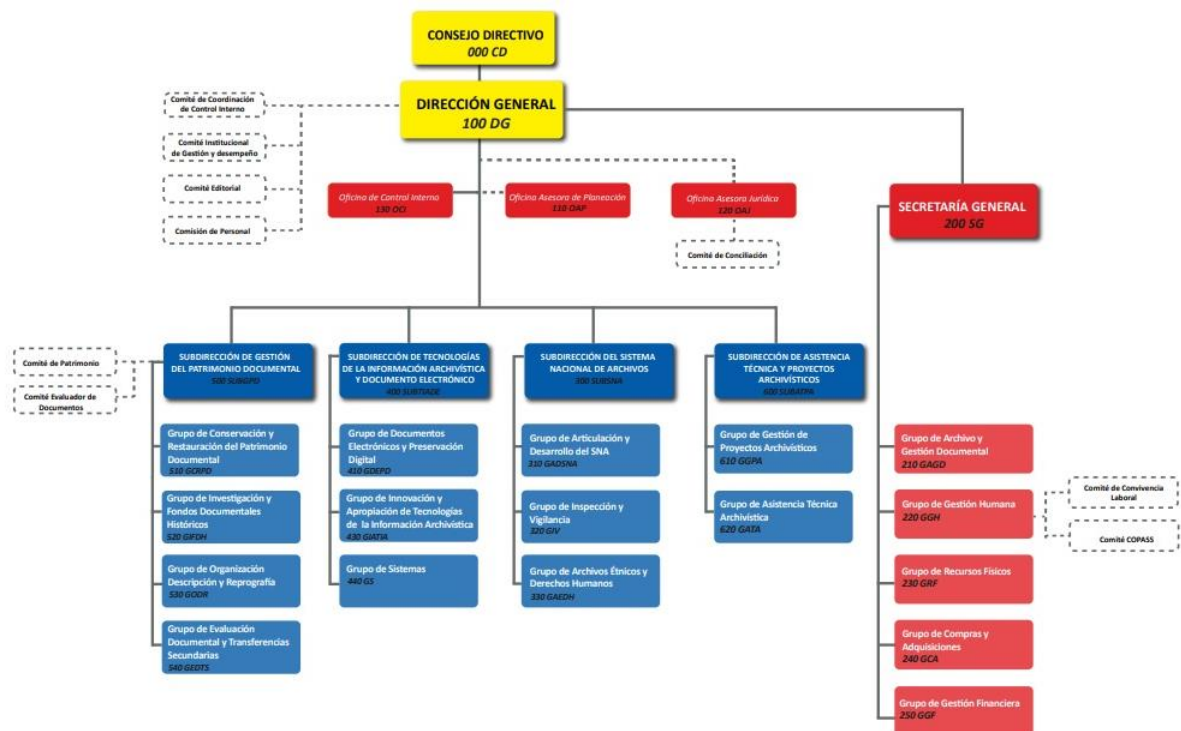 CONSEJO DIRECTIVO
000 CD
DIRECCIÓN GENERAL
100 DG
Comité de Coordinación
de Control Interno
Comité Institucional
de Gestión y desempeño
Comité Editorial
Comisión de Personal
Oficina de Control Interno
130 OCI
Oficina Asesora de Planeación
110 OAP
Oficina Asesora Jurídica
120 OAJ
Comité de Conciliación
SECRETARÍA GENERAL
200 SG
Comité de Patrimonio
Comité Evaluador de
Documentos
SUBDIRECCIÓN DE GESTIÓN
DEL PATRIMONIO DOCUMENTAL
500 SUBGPD
SUBDIRECCIÓN DE TECNOLOGÍAS
DE LA INFORMACIÓN ARCHIVÍSTICA
Y DOCUMENTO ELECTRÓNICO
400 SUBTIADE
SUBDIRECCIÓN DEL SISTEMA
NACIONAL DE ARCHIVOS
300 SUBSNA
SUBDIRECCIÓN DE ASISTENCIA
TÉCNICA Y PROYECTOS
ARCHIVÍSTICOS
600 SUBATPA
Grupo de Conservación y
Restauración del Patrimonio
Documental
510 GCRPD
Grupo de Investigación y
Fondos Documentales
Históricos
520 GIFDH
Grupo de Organización
Descripción y Reprografía
530 GODR
Grupo de Evaluación
Documental y Transferencias
Secundarias
540 GEDTS
Grupo de Documentos
Electrónicos y Preservación
Digital
410 GDEPD
Grupo de Innovación y
Apropiación de Tecnologías
de la Información Archivística
430 GIATIA
Grupo de Sistemas
440 GS
Grupo de Articulación y
Desarrollo del SNA
310 GADSNA
Grupo de Inspección y
Vigilancia
320 GIV
Grupo de Archivos Étnicos y
Derechos Humanos
330 GAEDH
Grupo de Gestión de
Proyectos Archivísticos
610 GGPA
Grupo de Asistencia Técnica
Archivística
620 GATA
Grupo de Archivo y
Gestión Documental
210 GAGD
Grupo de Gestión Humana
220 GGH
Comité de Convivencia
Laboral
Comité COPASS
Grupo de Recursos Físicos
230 GRF
Grupo de Compras y
Adquisiciones
240 GCA
Grupo de Gestión Financiera
250 GGF